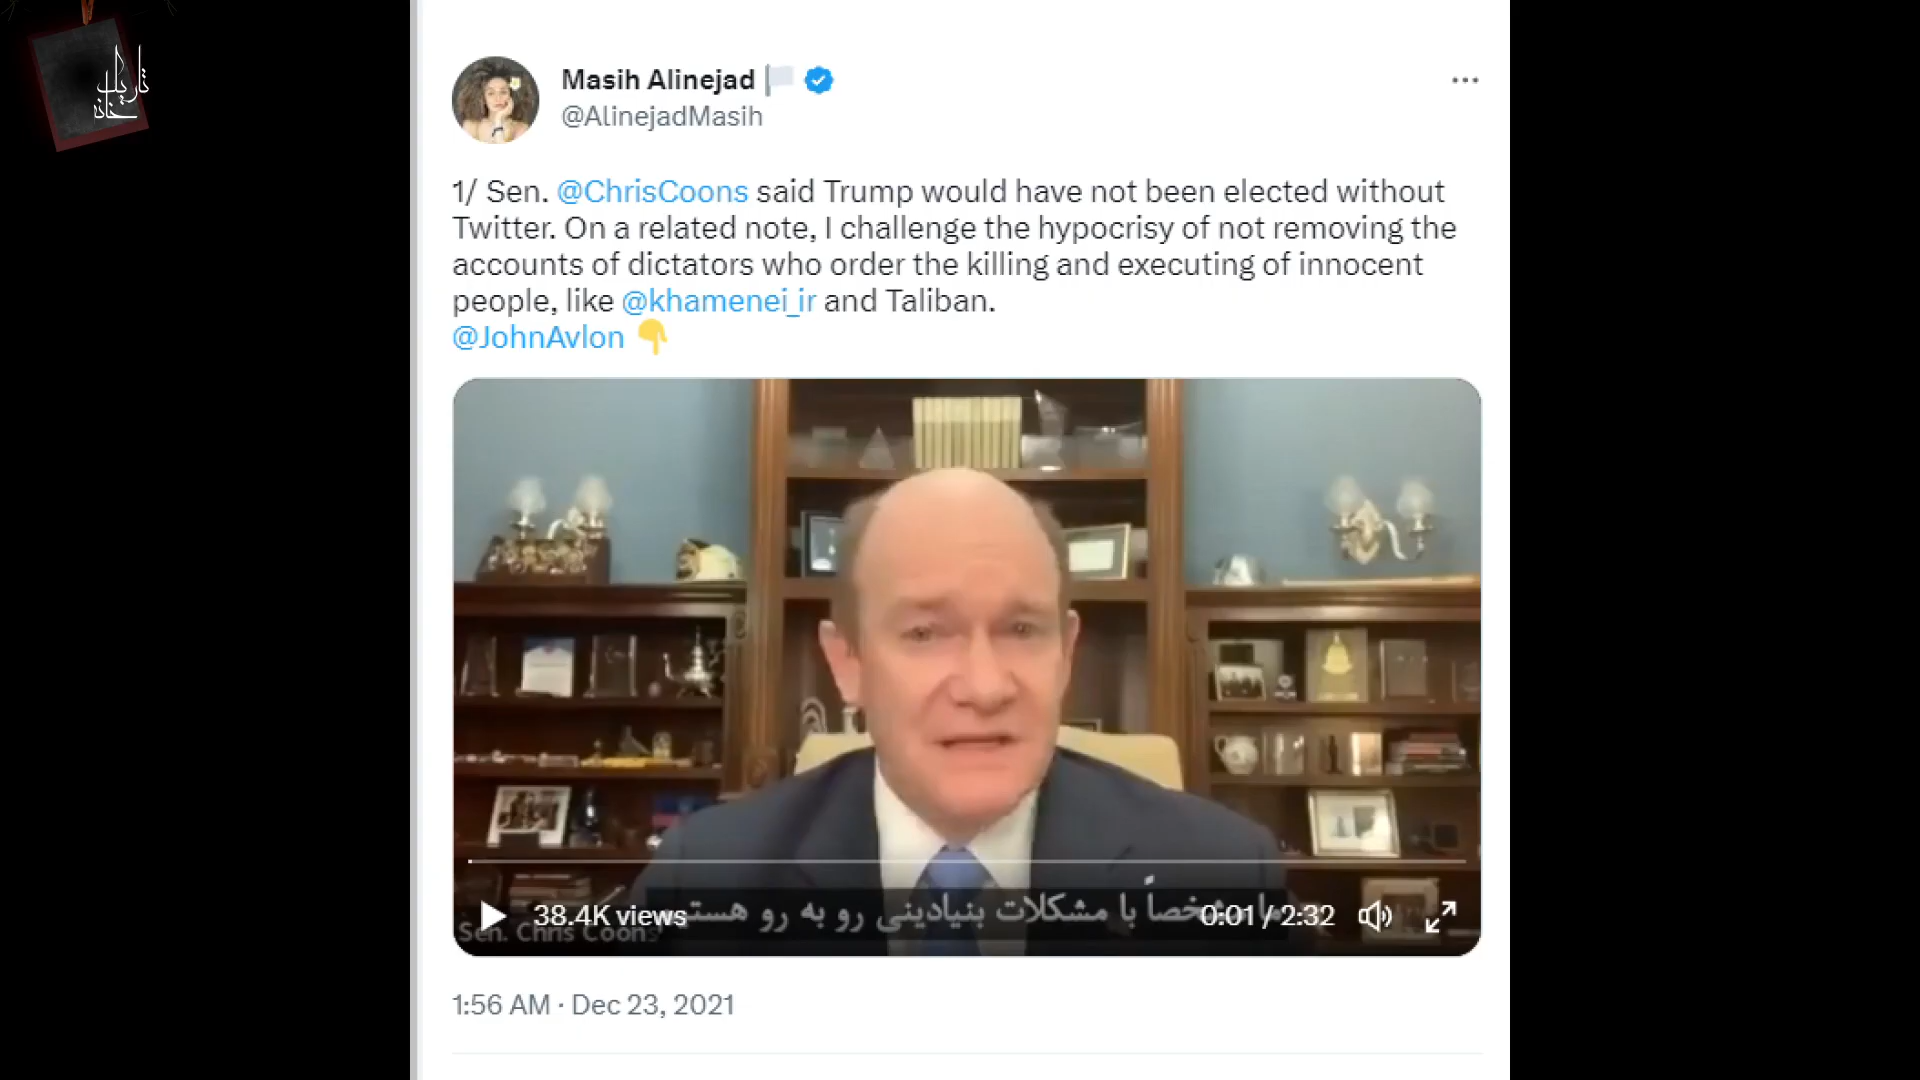 تاریک
خانه
Masih Alinejad
@AlinejadMasih
1/ Sen. @ChrisCoons said Trump would have not been elected without
Twitter. On a related note, I challenge the hypocrisy of not removing the
accounts of dictators who order the killing and executing of innocent
people, like @khamenei_ir and Taliban.
@JohnAvlon
با مشکلات بنیادینی رو به رو
38.4K views
0:01 / 2:32
Sen. Chris Coons
1:56 AM · Dec 23, 2021